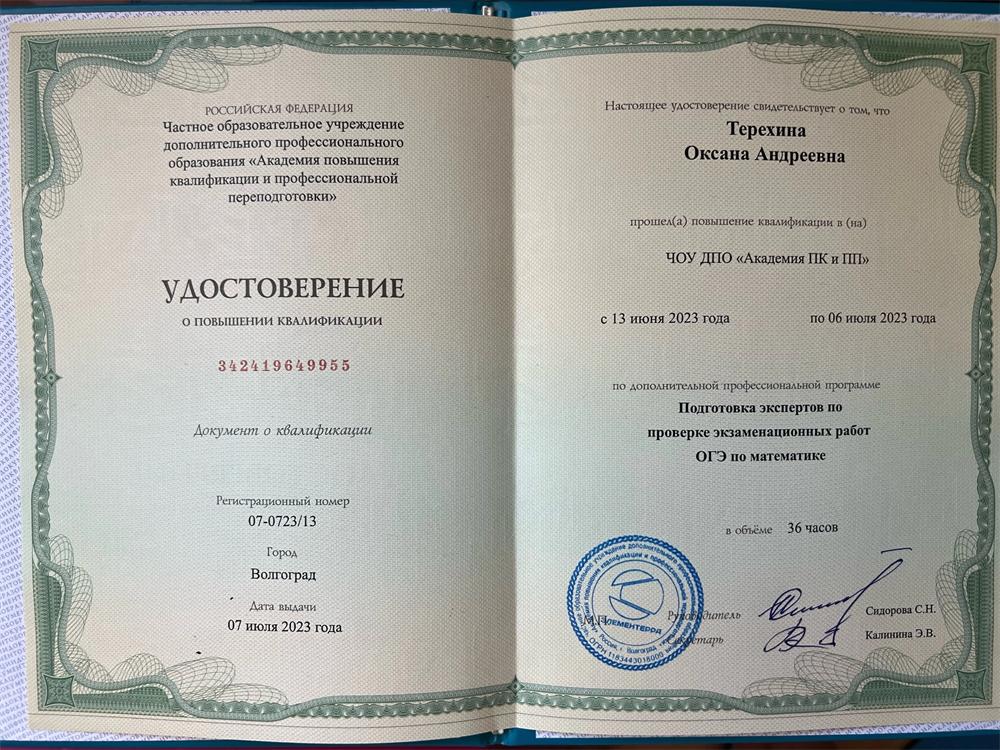 РОССИЙСКАЯ ФЕДЕРАЦИЯ
Частное образовательное учреждение
дополнительного профессионального
образования «Академия повышения
квалификации и профессиональной
переподготовки»
УДОСТОВЕРЕНИЕ
О ПОВЫШЕНИИ КВАЛИФИКАЦИИ
342419649955
Документ о квалификации
Регистрационный номер
07-0723/13
Город
Волгоград
Дата выдачи
07 июля 2023 года
Настоящее удостоверение свидетельствует о том, что
Терехина
Оксана Андреевна
прошел(а) повышение квалификации в (на)
ЧОУ ДПО «Академия ПК и ПП»
с 13 июня 2023 года по 06 июля 2023 года
по дополнительной профессиональной программе
Подготовка экспертов по
проверке экзаменационных работ
ОГЭ по математике
в объёме 36 часов
М.П. Руководитель Сидорова С.Н.
Калинина Э.В.
ЭЛЕМЕНТЕРРА
ОГРН 1183443018000